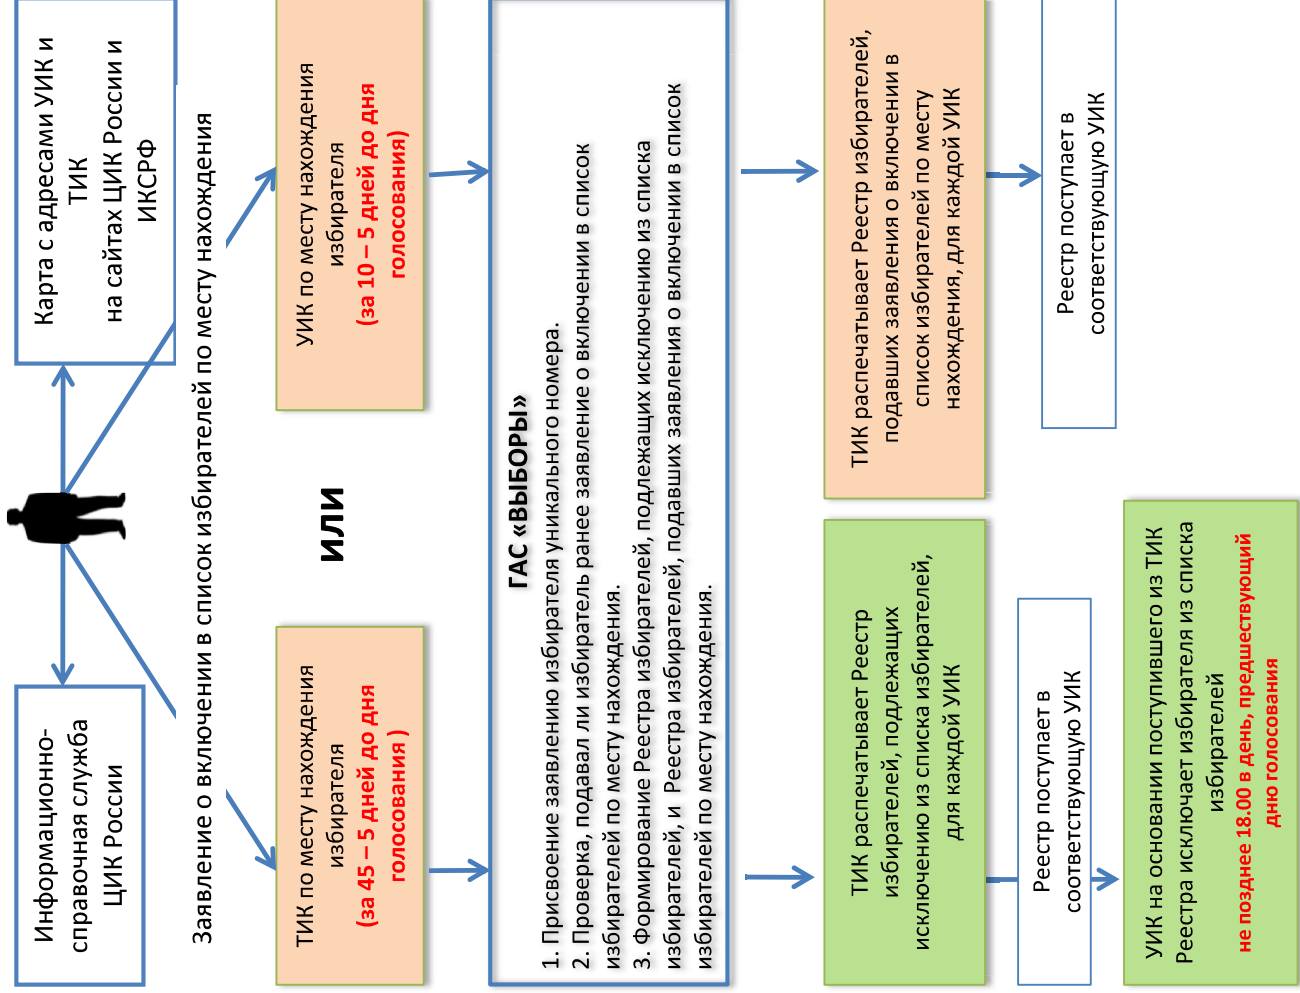 Информационно-
справочная служба
ЦИК России
Карта с адресами УИК и
ТИК
на сайтах ЦИК России и
ИКСРФ
Заявление о включении в список избирателей по месту нахождения
ТИК по месту нахождения
избирателя
(за 45 – 5 дней до дня
голосования )
или
УИК по месту нахождения
избирателя
(за 10 – 5 дней до дня
голосования)
ГАС «ВЫБОРЫ»
1. Присвоение заявлению избирателя уникального номера.
2. Проверка, подавал ли избиратель ранее заявление о включении в список
избирателей по месту нахождения.
3. Формирование Реестра избирателей, подлежащих исключению из списка
избирателей, и Реестра избирателей, подавших заявления о включении в список
избирателей по месту нахождения.
ТИК распечатывает Реестр
избирателей, подлежащих
исключению из списка избирателей,
для каждой УИК
ТИК распечатывает Реестр избирателей,
подавших заявления о включении в
список избирателей по месту
нахождения, для каждой УИК
Реестр поступает в
соответствующую УИК
Реестр поступает в
соответствующую УИК
УИК на основании поступившего из ТИК
Реестра исключает избирателя из списка
избирателей
не позднее 18.00 в день, предшествующий
дню голосования